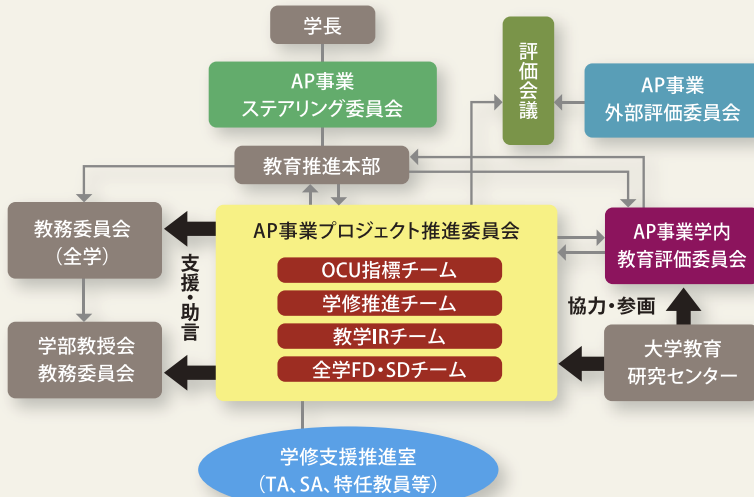 学長
AP事業
ステアリング委員会
評価会議
AP事業
外部評価委員会
教育推進本部
教務委員会
(全学)
支援・助言
AP事業プロジェクト推進委員会
OCU指標チーム
学修推進チーム
教学IRチーム
全学FD・SDチーム
AP事業学内
教育評価委員会
協力・参画
学部教授会
教務委員会
大学教育
研究センター
学修支援推進室
(TA、SA、特任教員等)